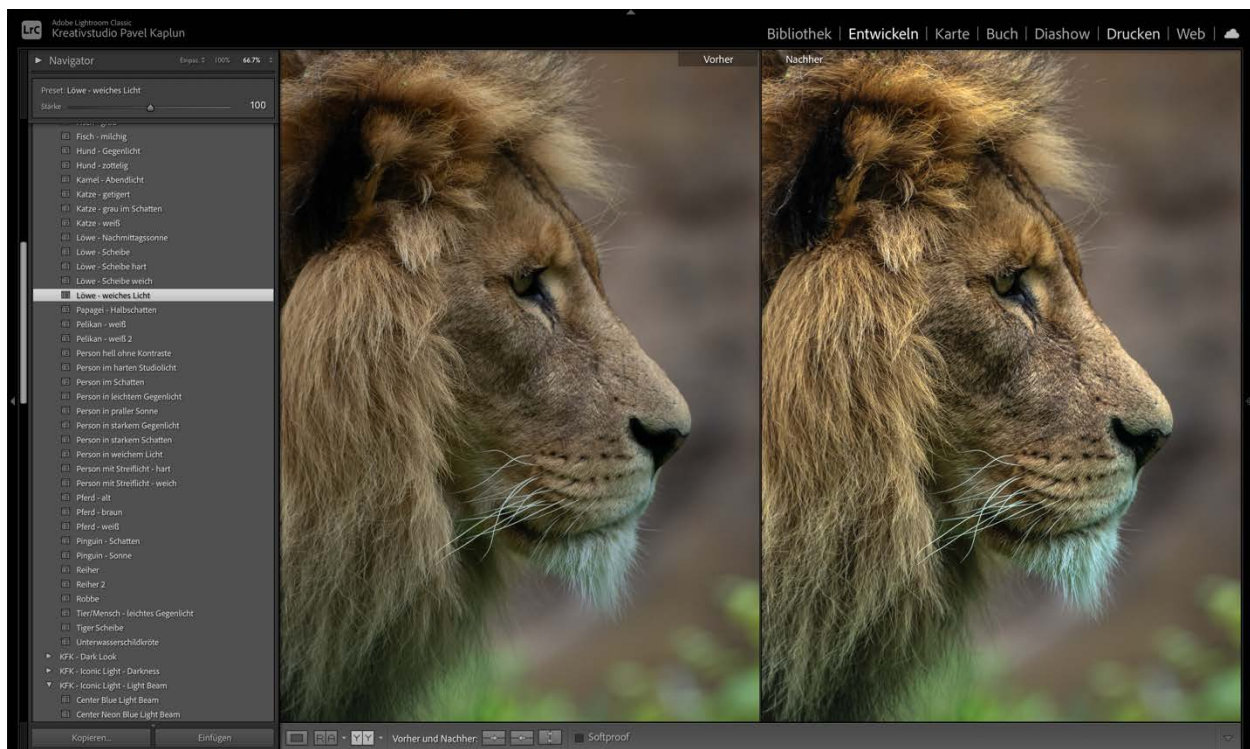 LrC
Adobe Lightroom Classic
Kreativstudio Pavel Kaplun
Bibliothek | Entwickeln | Karte | Buch | Diashow | Drucken | Web |
Navigator
Einpas. 100% 66.7%
Preset: Löwe - weiches Licht
Stärke 100
Fisch - milchig
Hund - Gegenlicht
Hund - zottelig
Kamel - Abendlicht
Katze - getigert
Katze - grau im Schatten
Katze - weiß
Löwe - Nachmittagssonne
Löwe - Scheibe
Löwe - Scheibe hart
Löwe - Scheibe weich
Löwe - weiches Licht
Papagei - Halbschatten
Pelikan - weiß
Pelikan - weiß 2
Person hell ohne Kontraste
Person im harten Studiolicht
Person im Schatten
Person in leichtem Gegenlicht
Person in praller Sonne
Person in starkem Gegenlicht
Person in starkem Schatten
Person in weichem Licht
Person mit Streiflicht - hart
Person mit Streiflicht - weich
Pferd - alt
Pferd - braun
Pferd - weiß
Pinguin - Schatten
Pinguin - Sonne
Reiher
Reiher 2
Robbe
Tier/Mensch - leichtes Gegenlicht
Tiger Scheibe
Unterwasserschildkröte
KFK - Dark Look
KFK - Iconic Light - Darkness
KFK - Iconic Light - Light Beam
Center Blue Light Beam
Center Neon Blue Light Beam
Kopieren... Einfügen
Vorher
Nachher
R A Y Y Vorher und Nachher: Softproof